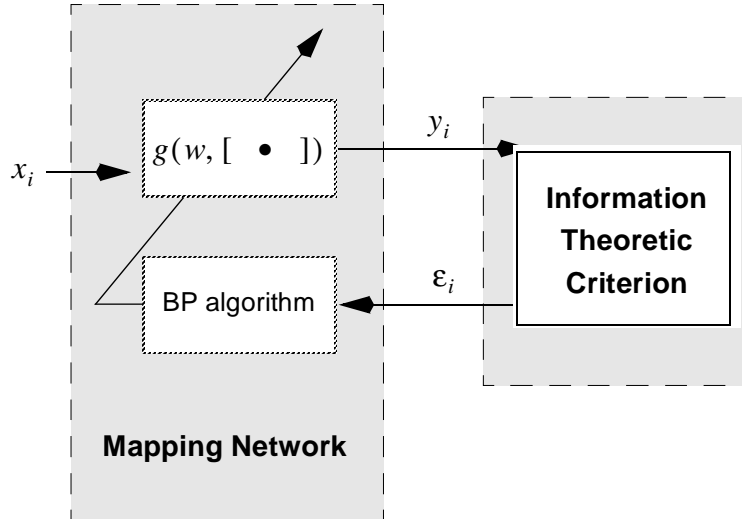 y_i
g(w, [ • ])
x_i
Information
Theoretic
Criterion
ε_i
BP algorithm
Mapping Network